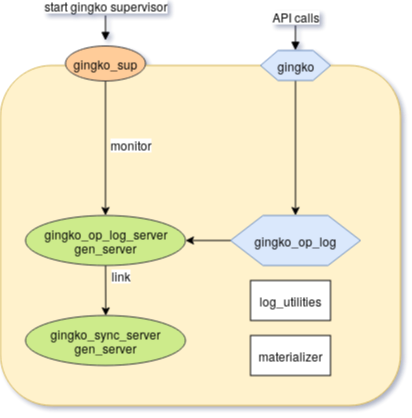 start gingko supervisor
API calls
gingko_sup
gingko
monitor
gingko_op_log_server
gen_server
gingko_op_log
link
log_utilities
gingko_sync_server
gen_server
materializer